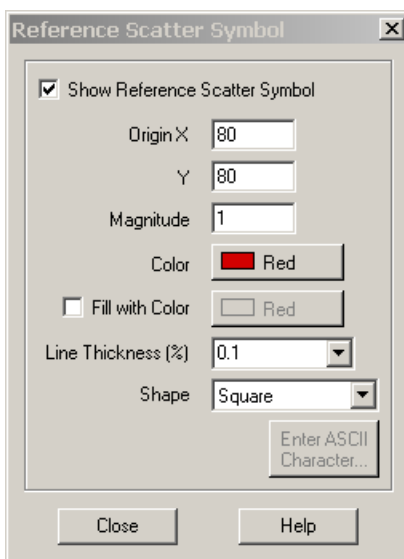 Reference Scatter Symbol
Show Reference Scatter Symbol
Origin X 80
Y 80
Magnitude 1
Color Red
Fill with Color Red
Line Thickness (%) 0.1
Shape Square
Enter ASCII
Character...
Close Help